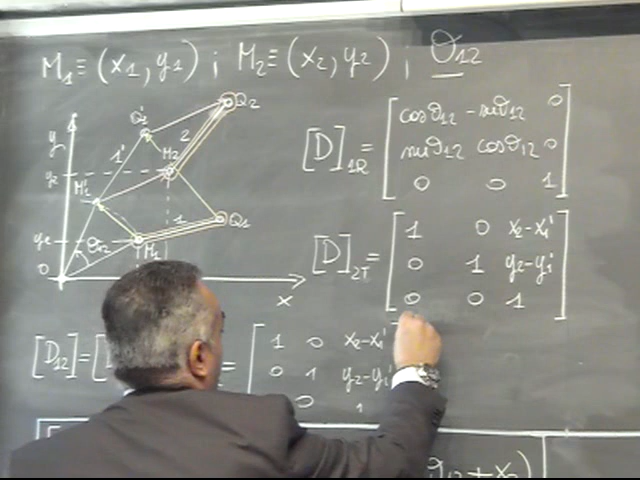 M₁≡(x₁,y₁) ; M₂≡(x₂,y₂) ; ϑ₁₂
Q₂
Q₁'
y
1'
2
M₂
y₂
M₁'
1
Q₁
ϑ₁₂
M₁
O
x
[D]₁R = [cosϑ₁₂ -sinϑ₁₂ 0
sinϑ₁₂ cosϑ₁₂ 0
0 0 1]
[D]₂T = [1 0 x₂-x₁'
0 1 y₂-y₁'
0 0 1]
[D₁₂]=[ = [1 0 x₂-x₁'
0 1 y₂-y₁'
0 1